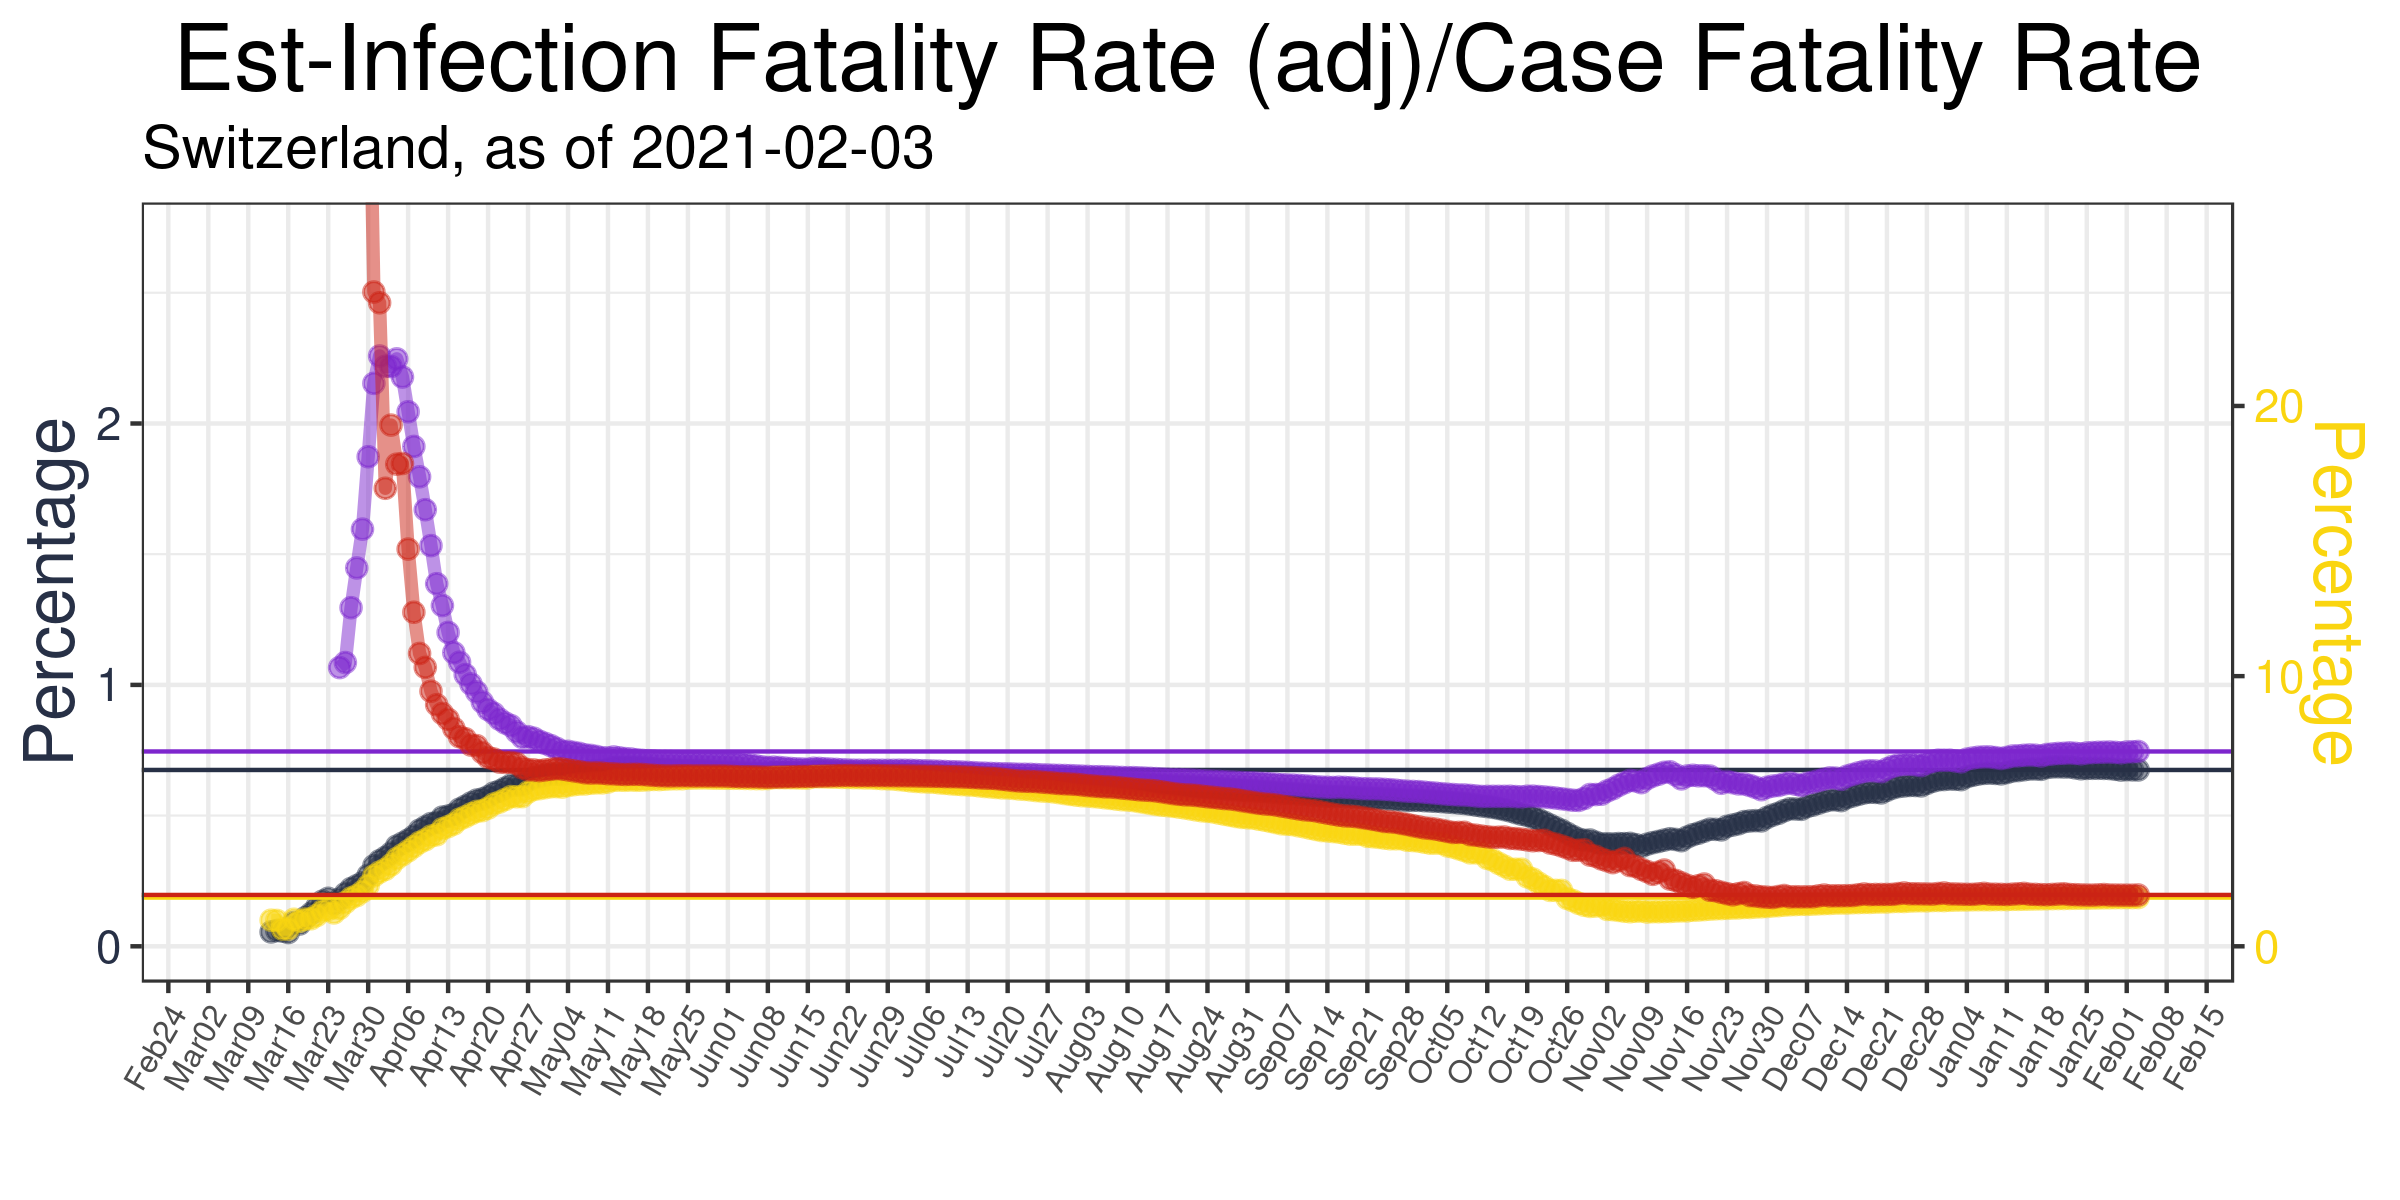 Est-Infection Fatality Rate (adj)/Case Fatality Rate
Switzerland, as of 2021-02-03
Percentage
2
1
0
20
10
0
Percentage
Feb24
Mar02
Mar09
Mar16
Mar23
Mar30
Apr06
Apr13
Apr20
Apr27
May04
May11
May18
May25
Jun01
Jun08
Jun15
Jun22
Jun29
Jul06
Jul13
Jul20
Jul27
Aug03
Aug10
Aug17
Aug24
Aug31
Sep07
Sep14
Sep21
Sep28
Oct05
Oct12
Oct19
Oct26
Nov02
Nov09
Nov16
Nov23
Nov30
Dec07
Dec14
Dec21
Dec28
Jan04
Jan11
Jan18
Jan25
Feb01
Feb08
Feb15